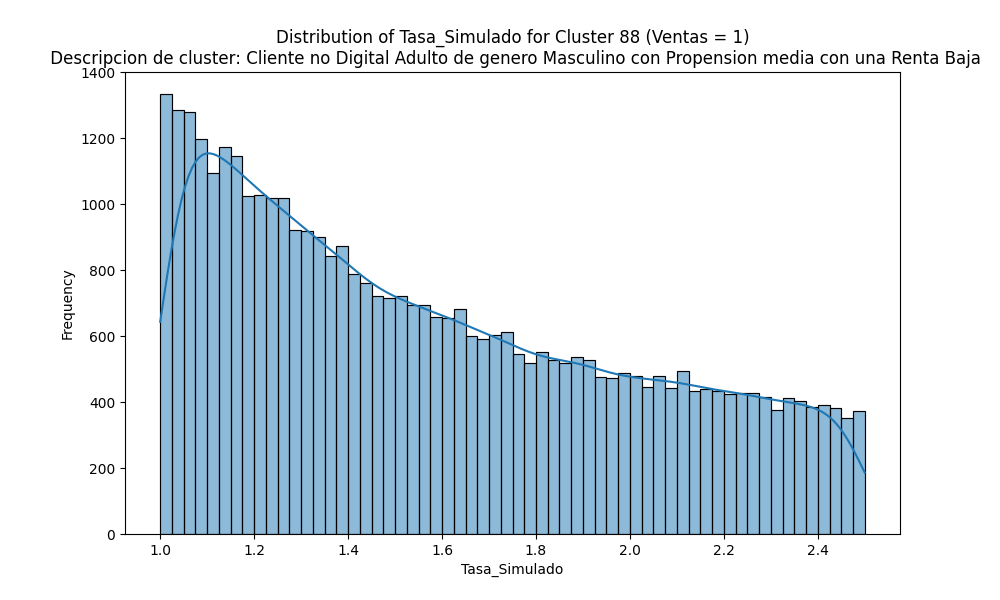 Distribution of Tasa_Simulado for Cluster 88 (Ventas = 1)
Descripcion de cluster: Cliente no Digital Adulto de genero Masculino con Propension media con una Renta Baja
1400
1200
1000
800
600
400
200
0
Frequency
1.0 1.2 1.4 1.6 1.8 2.0 2.2 2.4
Tasa_Simulado